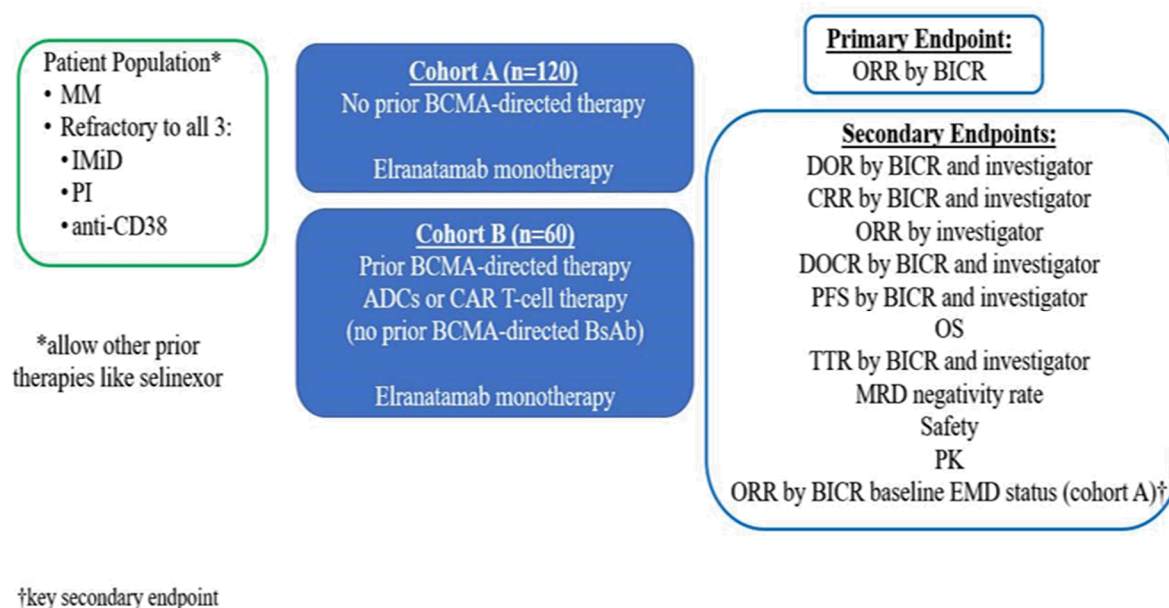 Patient Population*
• MM
• Refractory to all 3:
•IMiD
•PI
•anti-CD38
*allow other prior
therapies like selinexor
Cohort A (n=120)
No prior BCMA-directed therapy
Elranatamab monotherapy
Cohort B (n=60)
Prior BCMA-directed therapy
ADCs or CAR T-cell therapy
(no prior BCMA-directed BsAb)
Elranatamab monotherapy
Primary Endpoint:
ORR by BICR
Secondary Endpoints:
DOR by BICR and investigator
CRR by BICR and investigator
ORR by investigator
DOCR by BICR and investigator
PFS by BICR and investigator
OS
TTR by BICR and investigator
MRD negativity rate
Safety
PK
ORR by BICR baseline EMD status (cohort A)†
†key secondary endpoint